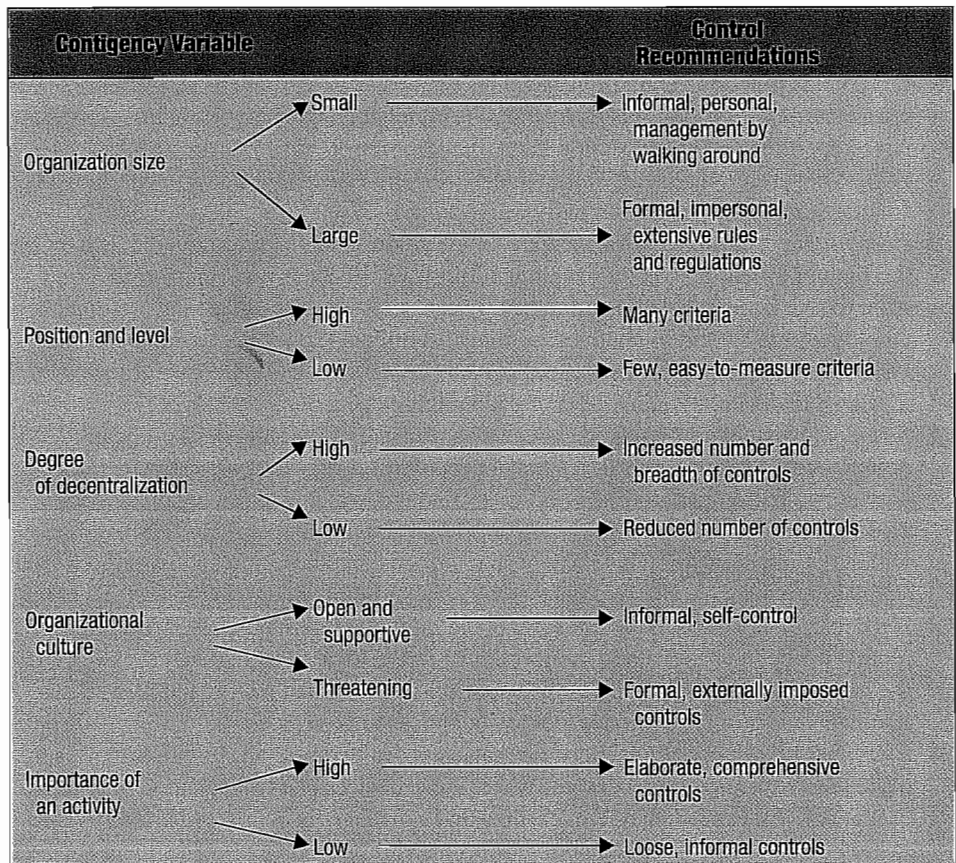 Contigency Variable
Control
Recommendations
Organization size
Small
Informal, personal,
management by
walking around
Large
Formal, impersonal,
extensive rules
and regulations
Position and level
High
Many criteria
Low
Few, easy-to-measure criteria
Degree
of decentralization
High
Increased number and
breadth of controls
Low
Reduced number of controls
Organizational
culture
Open and
supportive
Informal, self-control
Threatening
Formal, externally imposed
controls
Importance of
an activity
High
Elaborate, comprehensive
controls
Low
Loose, informal controls